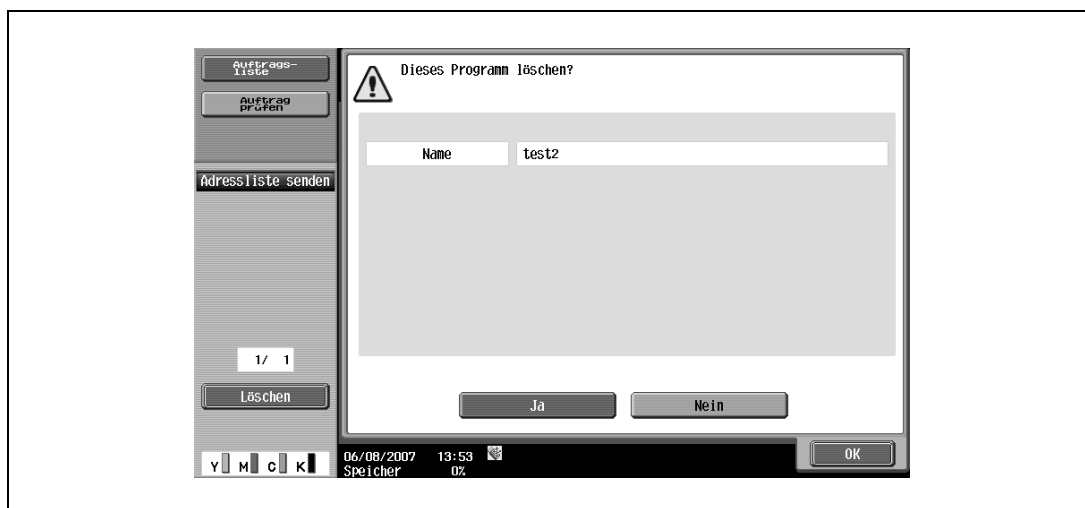 Auftrags-
liste
Auftrag
prüfen
Adressliste senden
1/ 1
Löschen
Dieses Programm löschen?
Name test2
Ja Nein
OK
Y M C K
06/08/2007 13:53
Speicher 0%